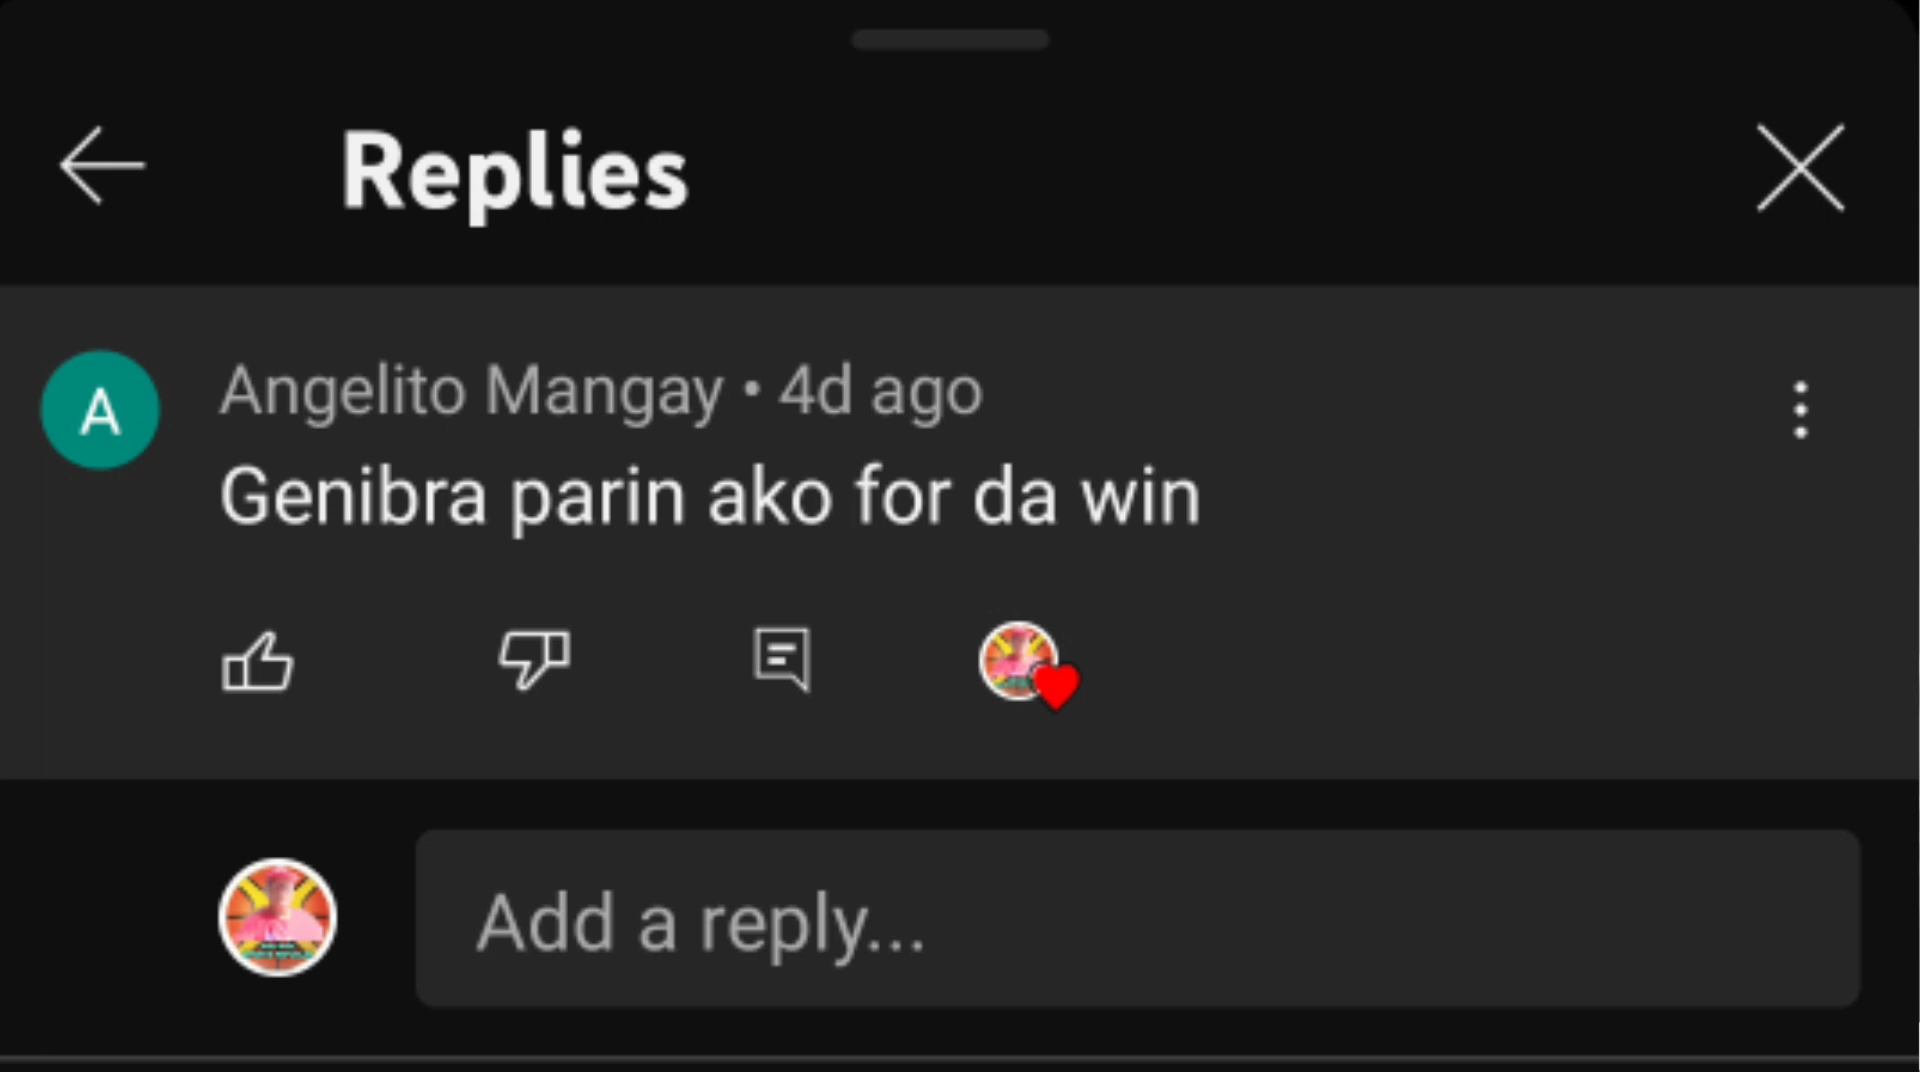 Replies
A
Angelito Mangay • 4d ago
Genibra parin ako for da win
Add a reply...